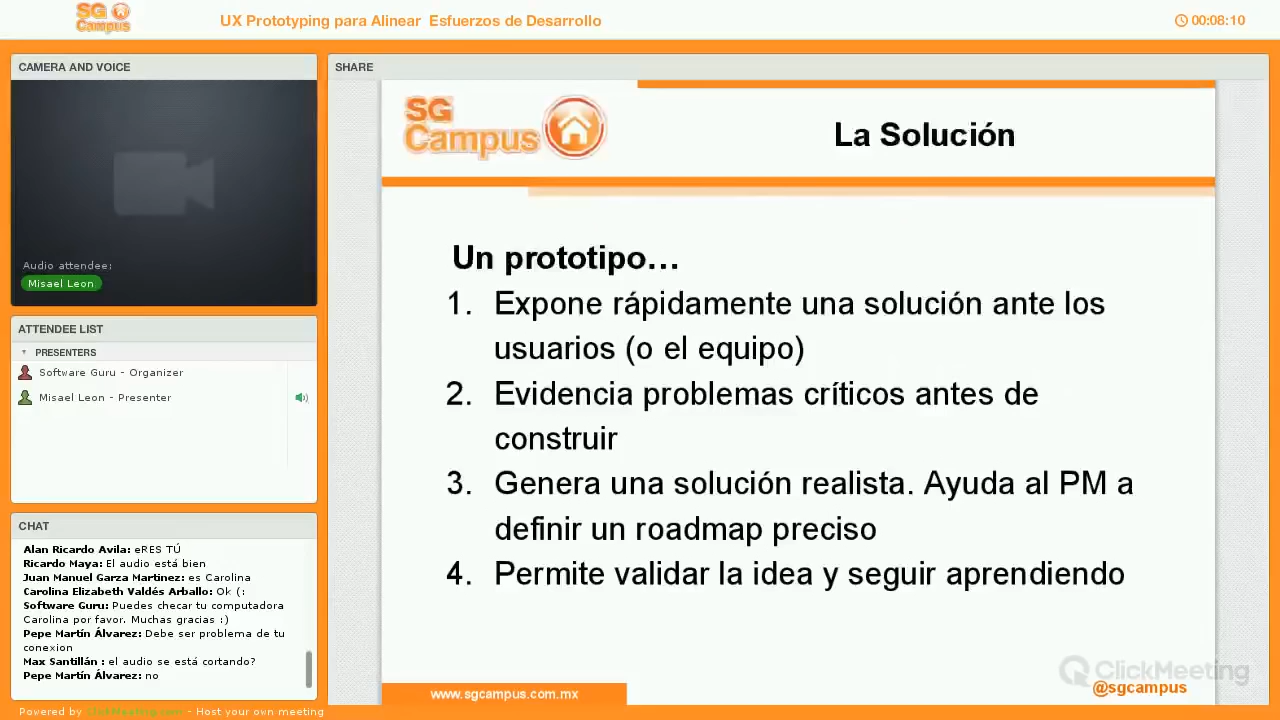 SG Campus
UX Prototyping para Alinear Esfuerzos de Desarrollo
00:08:10
CAMERA AND VOICE
Audio attendee:
Misael Leon
ATTENDEE LIST
PRESENTERS
Software Guru - Organizer
Misael Leon - Presenter
CHAT
Alan Ricardo Avila: eRES TÚ
Ricardo Maya: El audio está bien
Juan Manuel Garza Martinez: es Carolina
Carolina Elizabeth Valdés Arballo: Ok (:
Software Guru: Puedes checar tu computadora
Carolina por favor. Muchas gracias :)
Pepe Martín Álvarez: Debe ser problema de tu
conexion
Max Santillán : el audio se está cortando?
Pepe Martín Álvarez: no
Powered by ClickMeeting.com - Host your own meeting
SHARE
SG
Campus
La Solución
Un prototipo…
1. Expone rápidamente una solución ante los
usuarios (o el equipo)
2. Evidencia problemas críticos antes de
construir
3. Genera una solución realista. Ayuda al PM a
definir un roadmap preciso
4. Permite validar la idea y seguir aprendiendo
www.sgcampus.com.mx
ClickMeeting
@sgcampus